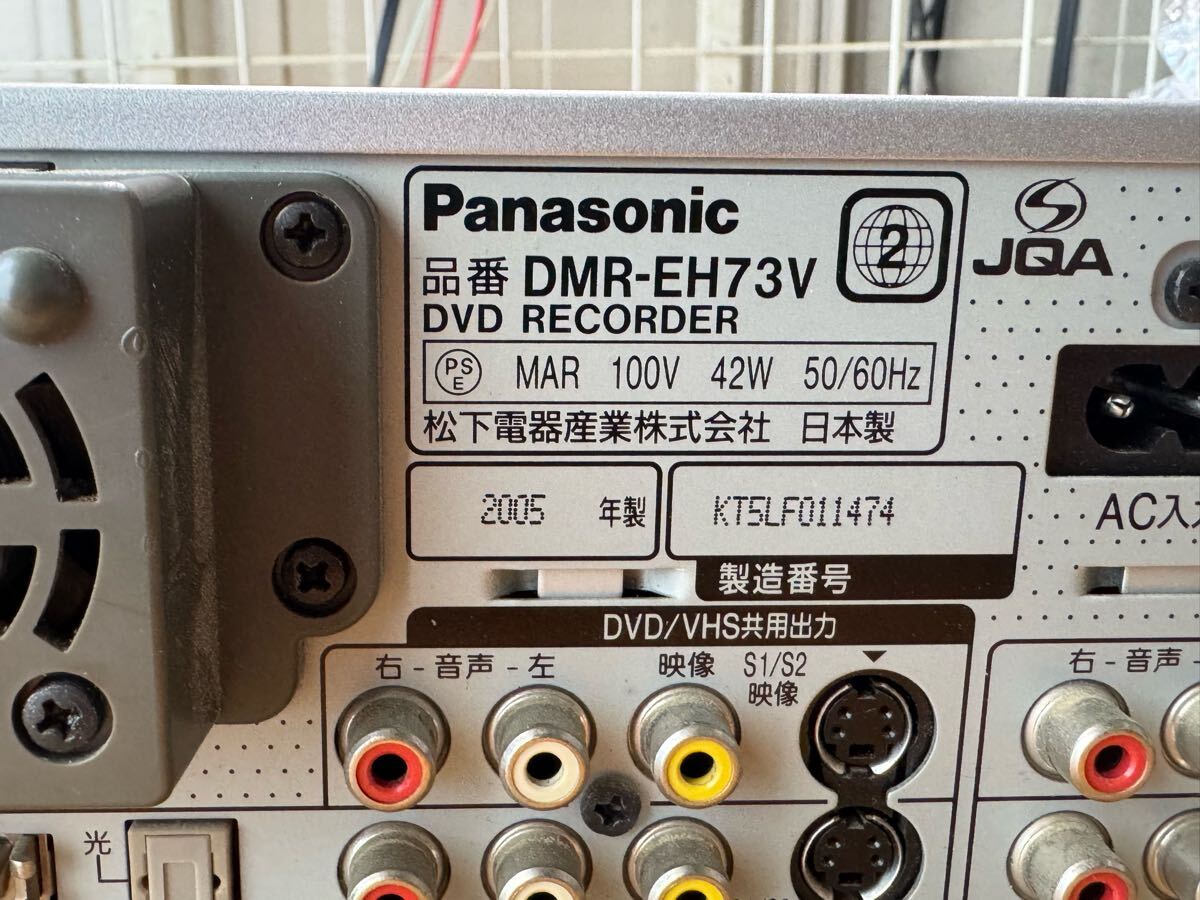 Panasonic
2
JQA
品番 DMR-EH73V
DVD RECORDER
PSE MAR 100V 42W 50/60Hz
松下電器産業株式会社 日本製
2005 年製
KT5LF011474
製造番号
AC入
DVD/VHS共用出力
右-音声-左
映像
S1/S2
映像
右-音声
光